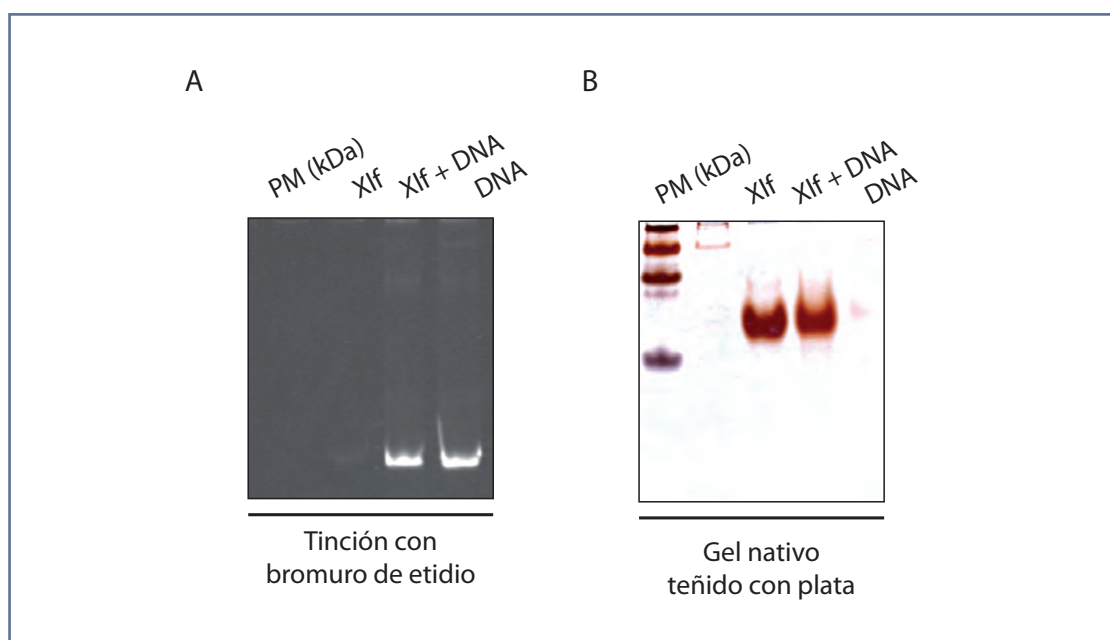 A
PM (kDa)
Xlf
Xlf + DNA
DNA
Tinción con
bromuro de etidio
B
PM (kDa)
Xlf
Xlf + DNA
DNA
Gel nativo
teñido con plata